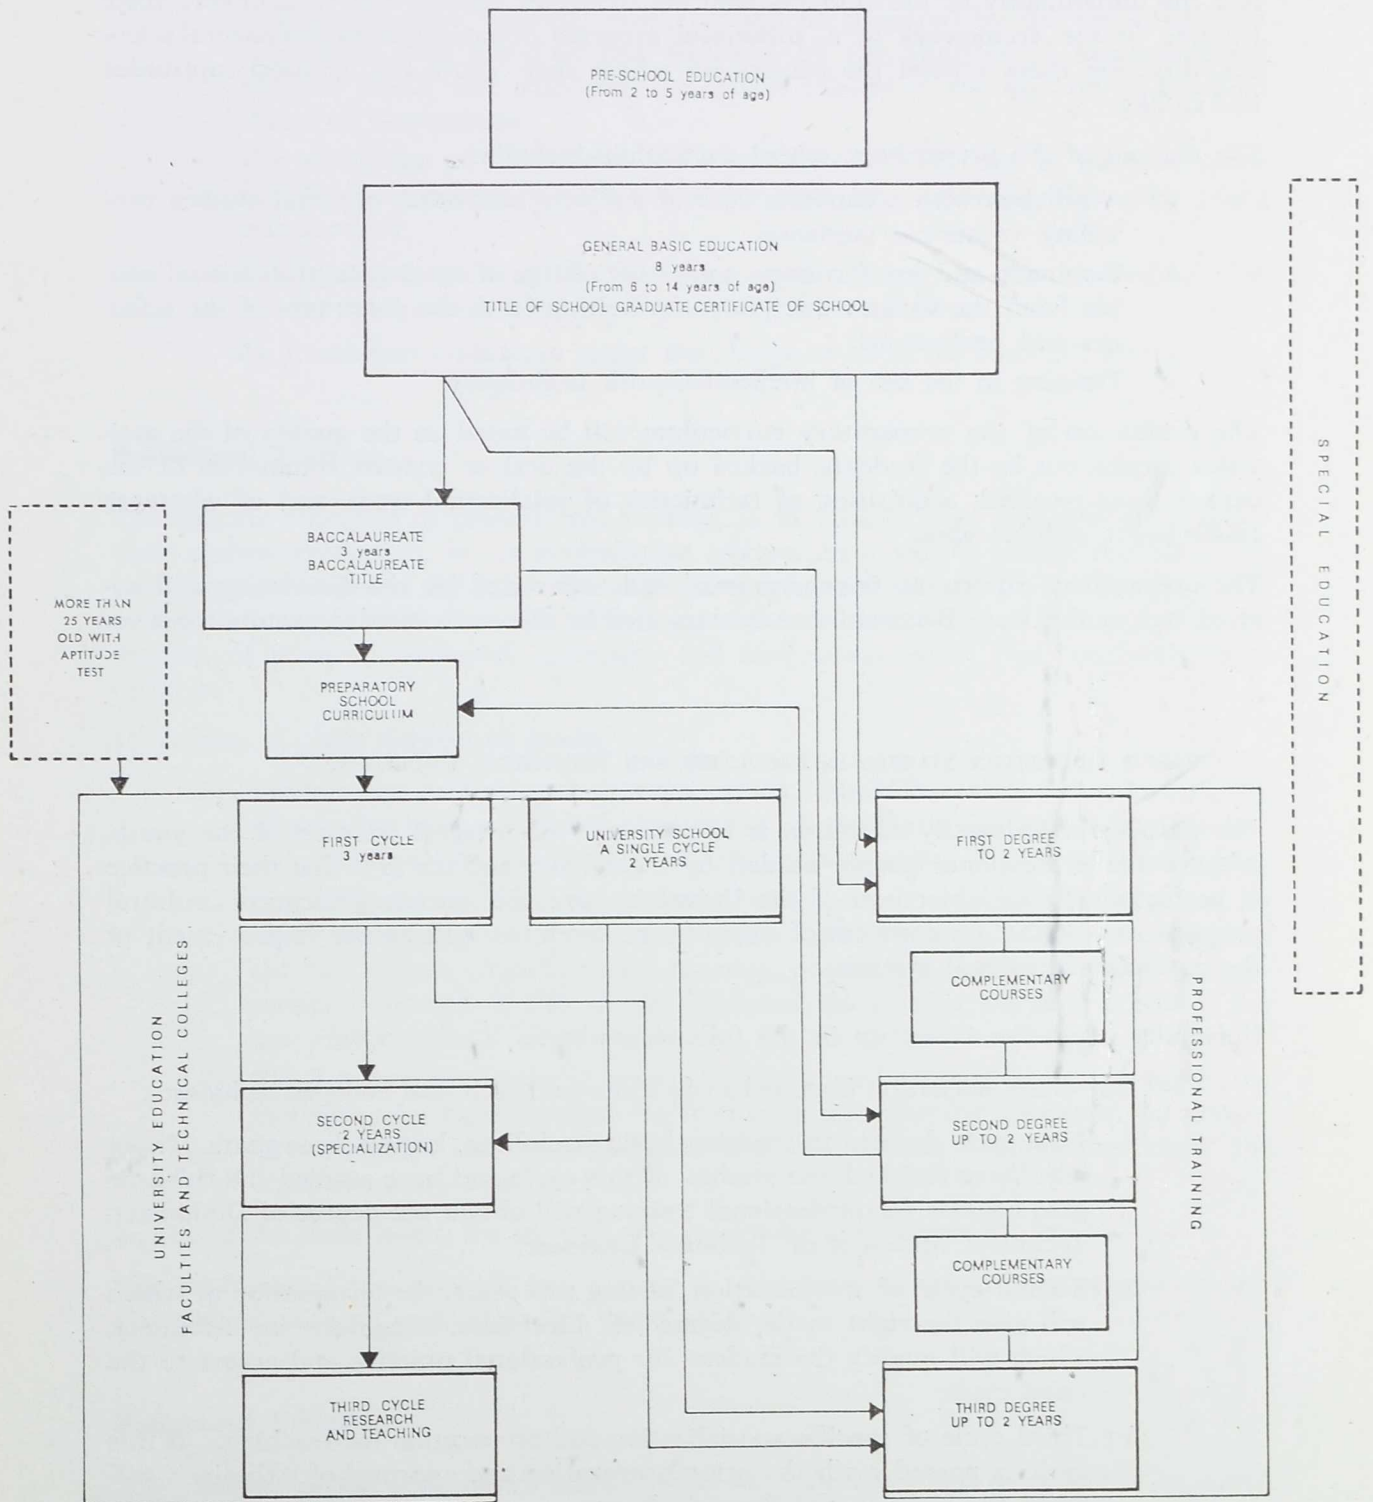 PRE-SCHOOL EDUCATION
(From 2 to 5 years of age)
GENERAL BASIC EDUCATION
8 years
(From 6 to 14 years of age)
TITLE OF SCHOOL GRADUATE CERTIFICATE OF SCHOOL
SPECIAL EDUCATION
BACCALAUREATE
3 years
BACCALAUREATE
TITLE
MORE THAN
25 YEARS
OLD WITH
APTITUDE
TEST
PREPARATORY
SCHOOL
CURRICULUM
FIRST CYCLE
3 years
UNIVERSITY SCHOOL
A SINGLE CYCLE
2 YEARS
FIRST DEGREE
TO 2 YEARS
COMPLEMENTARY
COURSES
UNIVERSITY EDUCATION
FACULTIES AND TECHNICAL COLLEGES
PROFESSIONAL TRAINING
SECOND CYCLE
2 YEARS
(SPECIALIZATION)
SECOND DEGREE
UP TO 2 YEARS
COMPLEMENTARY
COURSES
THIRD CYCLE
RESEARCH
AND TEACHING
THIRD DEGREE
UP TO 2 YEARS